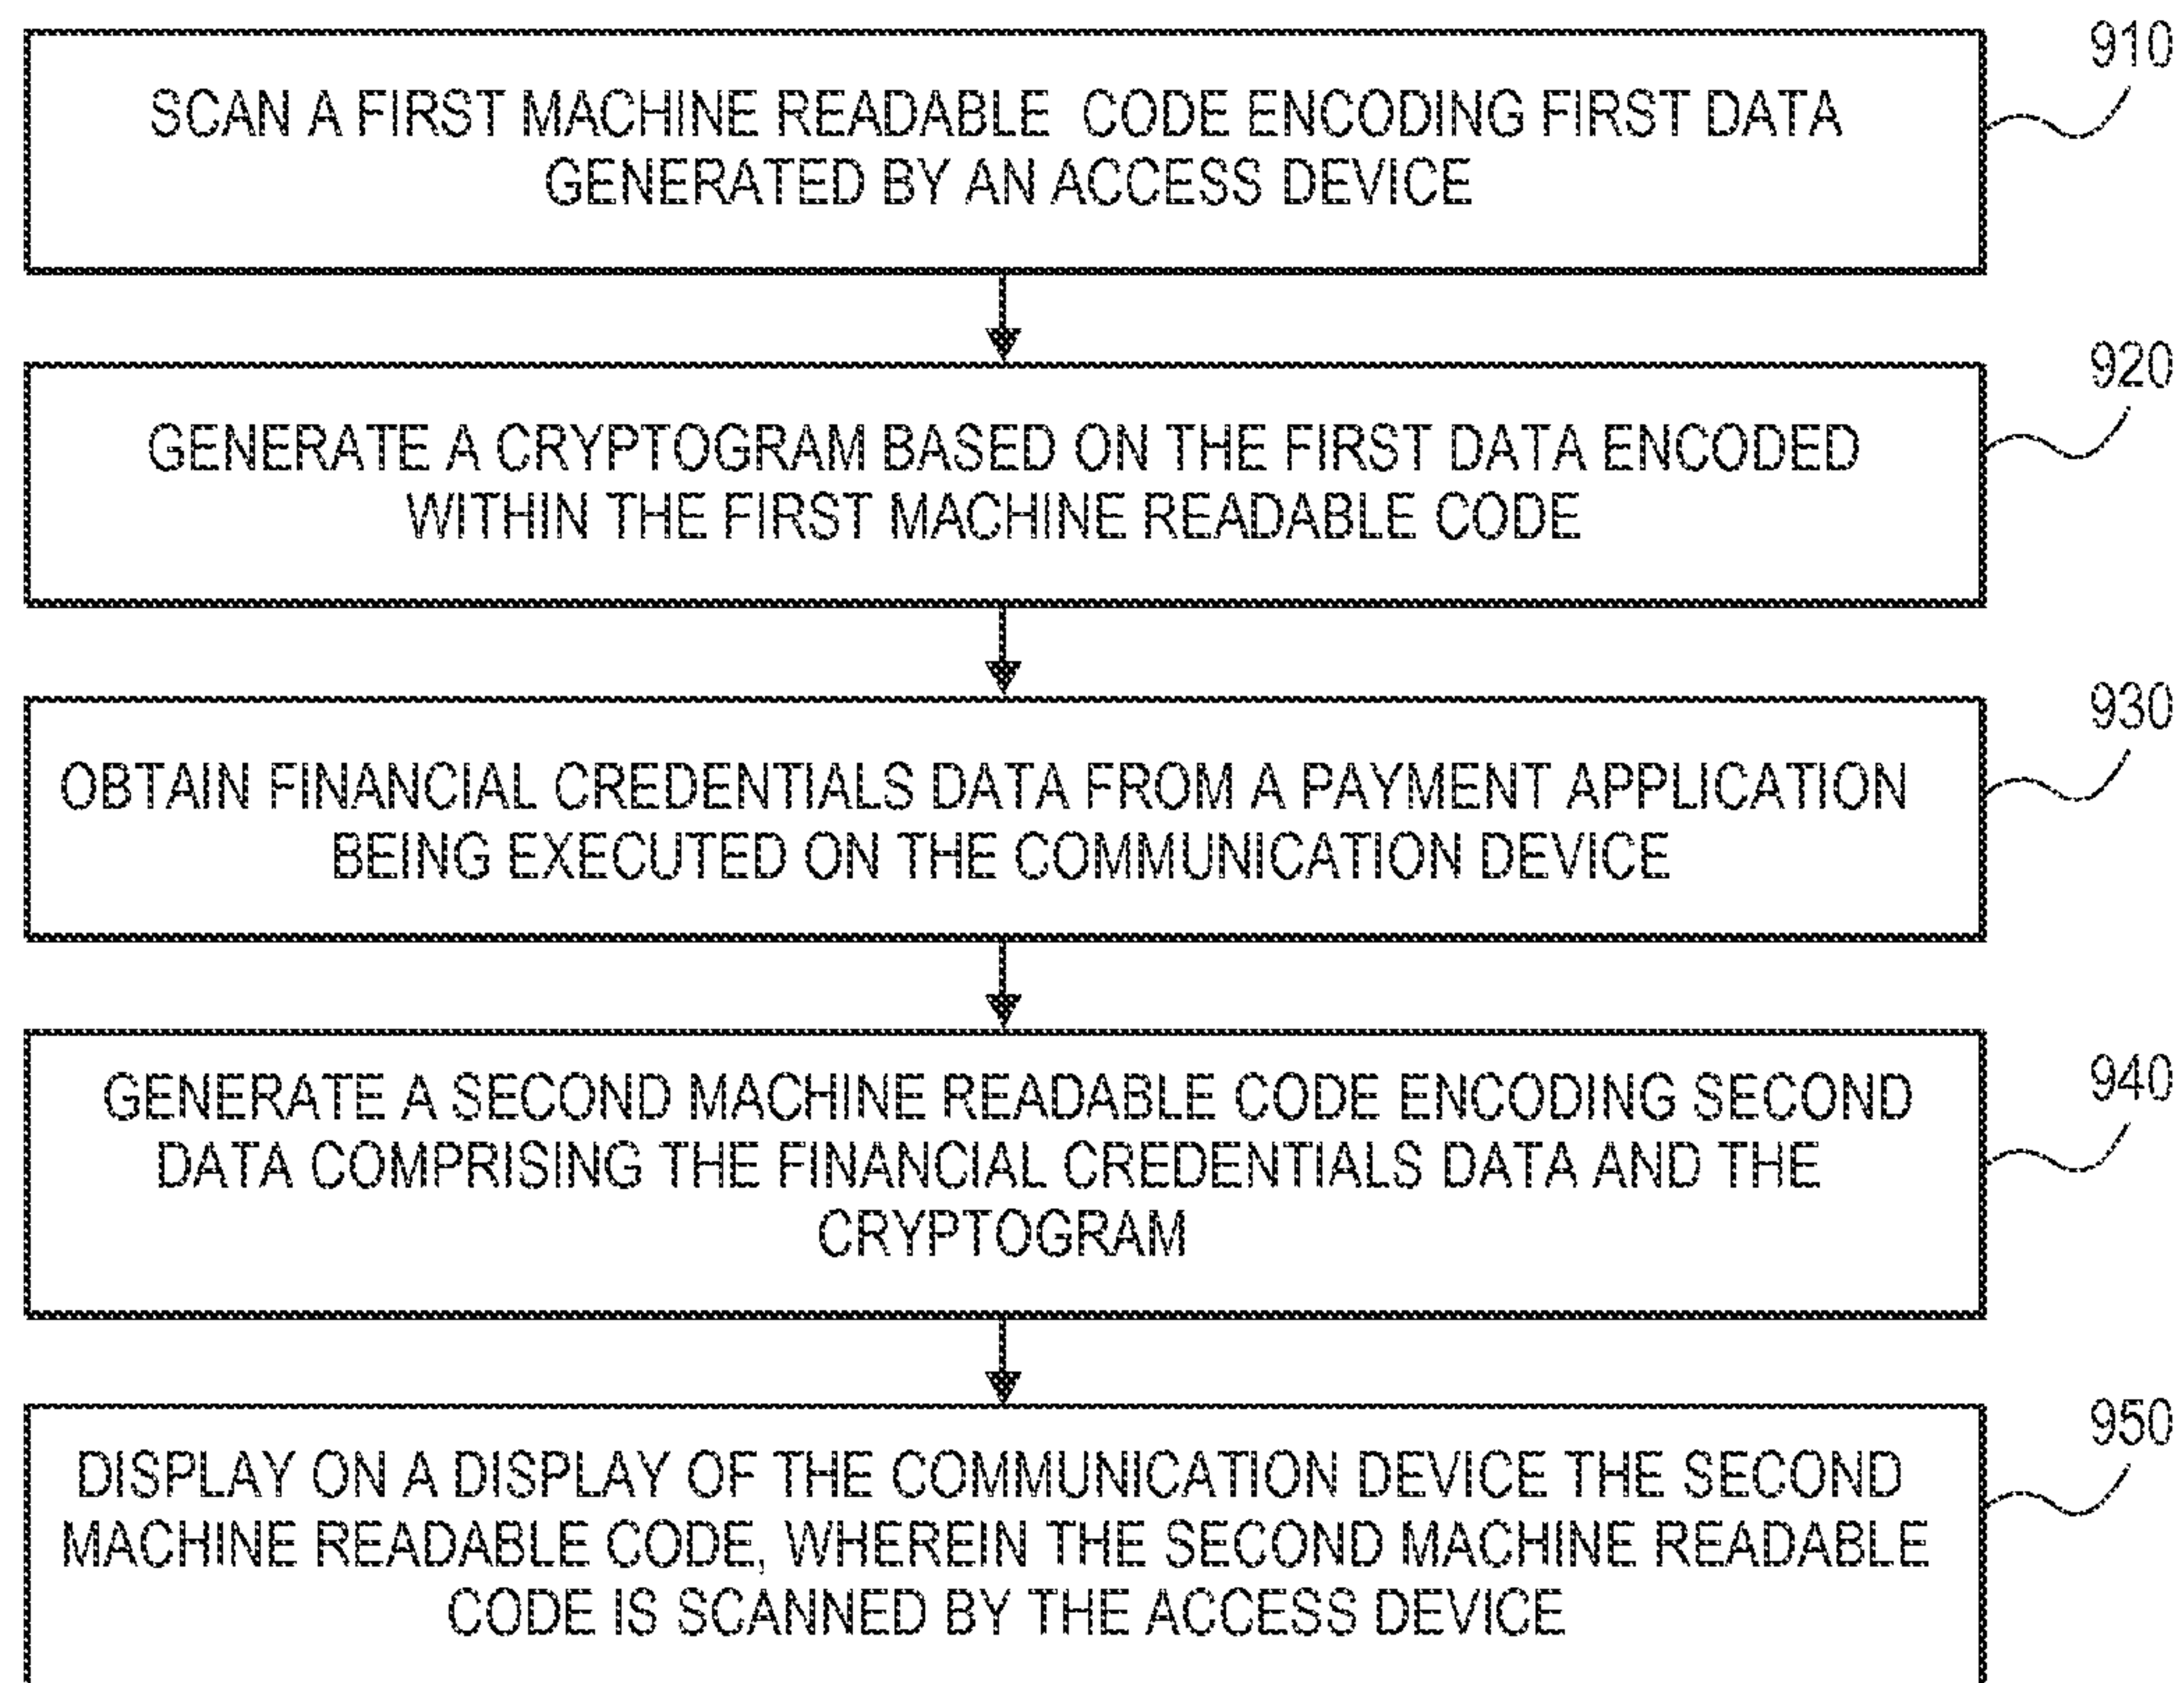 910
SCAN A FIRST MACHINE READABLE CODE ENCODING FIRST DATA
GENERATED BY AN ACCESS DEVICE
920
GENERATE A CRYPTOGRAM BASED ON THE FIRST DATA ENCODED
WITHIN THE FIRST MACHINE READABLE CODE
930
OBTAIN FINANCIAL CREDENTIALS DATA FROM A PAYMENT APPLICATION
BEING EXECUTED ON THE COMMUNICATION DEVICE
940
GENERATE A SECOND MACHINE READABLE CODE ENCODING SECOND
DATA COMPRISING THE FINANCIAL CREDENTIALS DATA AND THE
CRYPTOGRAM
950
DISPLAY ON A DISPLAY OF THE COMMUNICATION DEVICE THE SECOND
MACHINE READABLE CODE, WHEREIN THE SECOND MACHINE READABLE
CODE IS SCANNED BY THE ACCESS DEVICE